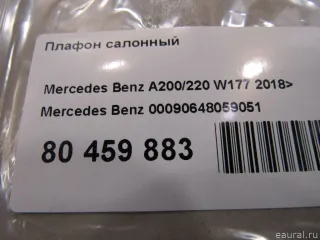 Плафон салонный
Mercedes Benz A200/220 W177 2018>
Mercedes Benz 00090648059051
80 459 883
eaural.ru